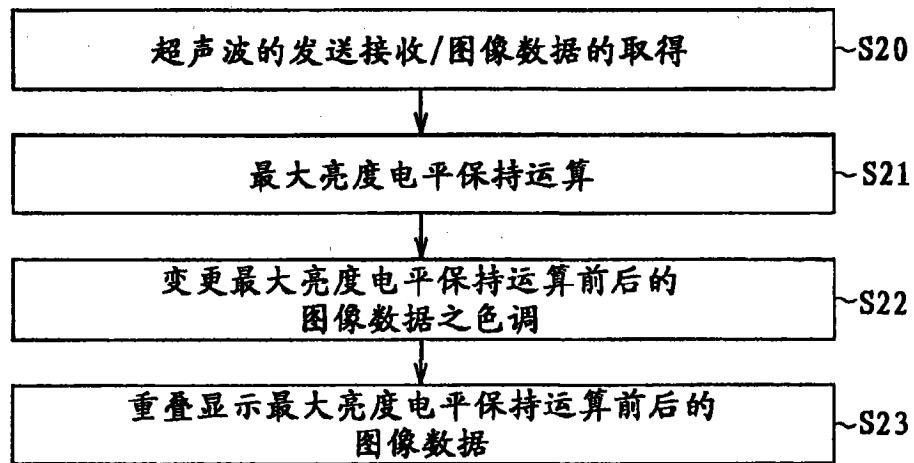 超声波的发送接收/图像数据的取得
~S20
最大亮度电平保持运算
~S21
变更最大亮度电平保持运算前后的
图像数据之色调
~S22
重叠显示最大亮度电平保持运算前后的
图像数据
~S23